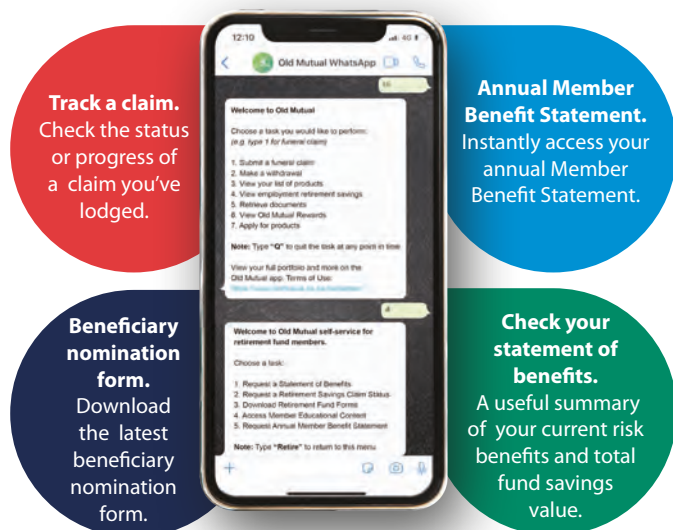 Track a claim.
Check the status
or progress of
a claim you've
lodged.
Annual Member
Benefit Statement.
Instantly access your
annual Member
Benefit Statement.
Beneficiary
nomination
form.
Download
the latest
beneficiary
nomination
form.
Check your
statement of
benefits.
A useful summary
of your current risk
benefits and total
fund savings
value.
12:10
4G
Old Mutual WhatsApp
Welcome to Old Mutual
Choose a task you would like to perform:
(e.g. type 1 for funeral claim)
1. Submit a funeral claim
2. Make a withdrawal
3. View your list of products
4. View employment retirement savings
5. Retrieve documents
6. View Old Mutual Rewards
7. Apply for products
Note: Type "Q" to quit the task at any point in time
View your full portfolio and more on the
Old Mutual app. Terms of Use:
4
Welcome to Old Mutual self-service for
retirement fund members.
Choose a task:
1. Request a Statement of Benefits
2. Request a Retirement Savings Claim Status
3. Download Retirement Fund Forms
4. Access Member Educational Content
5. Request Annual Member Benefit Statement
Note: Type "Retire" to return to this menu